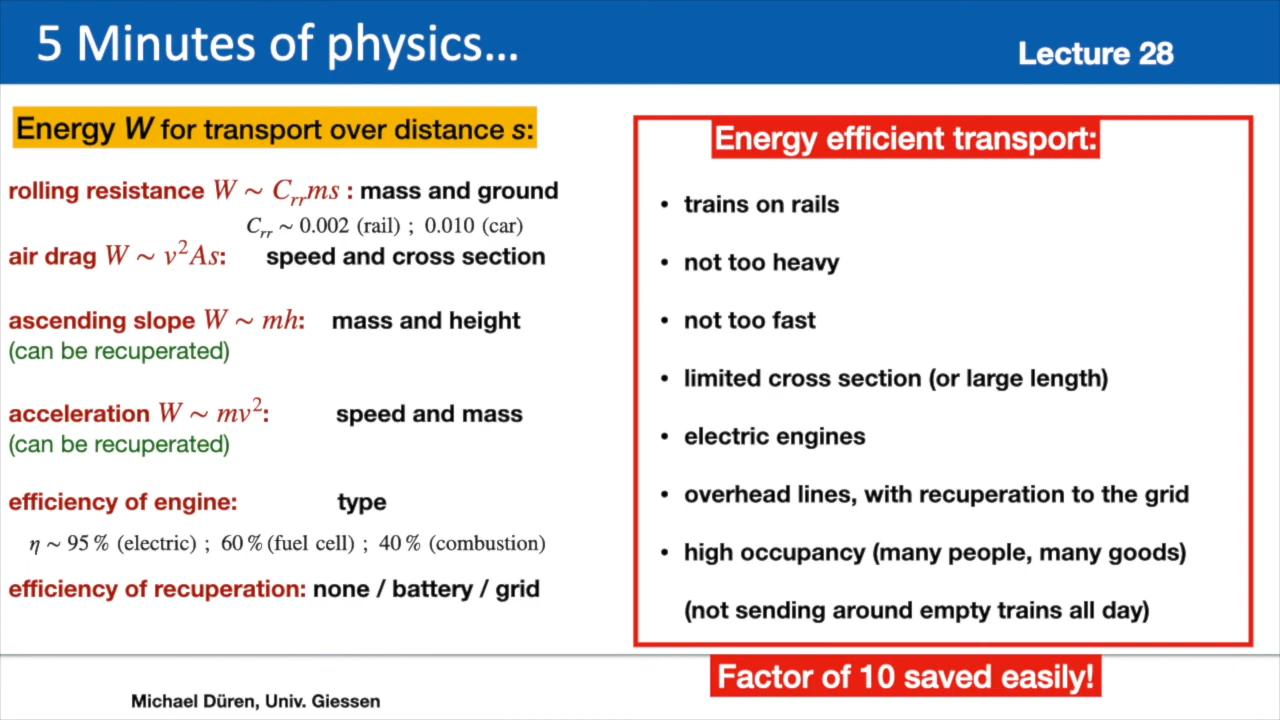 5 Minutes of physics...
Lecture 28
Energy W for transport over distance s:
rolling resistance W ~ Cᵣᵣms : mass and ground
Cᵣᵣ ~ 0.002 (rail) ; 0.010 (car)
air drag W ~ v²As: speed and cross section
ascending slope W ~ mh: mass and height
(can be recuperated)
acceleration W ~ mv²: speed and mass
(can be recuperated)
efficiency of engine: type
η ~ 95 % (electric) ; 60 % (fuel cell) ; 40 % (combustion)
efficiency of recuperation: none / battery / grid
Energy efficient transport:
• trains on rails
• not too heavy
• not too fast
• limited cross section (or large length)
• electric engines
• overhead lines, with recuperation to the grid
• high occupancy (many people, many goods)
(not sending around empty trains all day)
Factor of 10 saved easily!
Michael Düren, Univ. Giessen